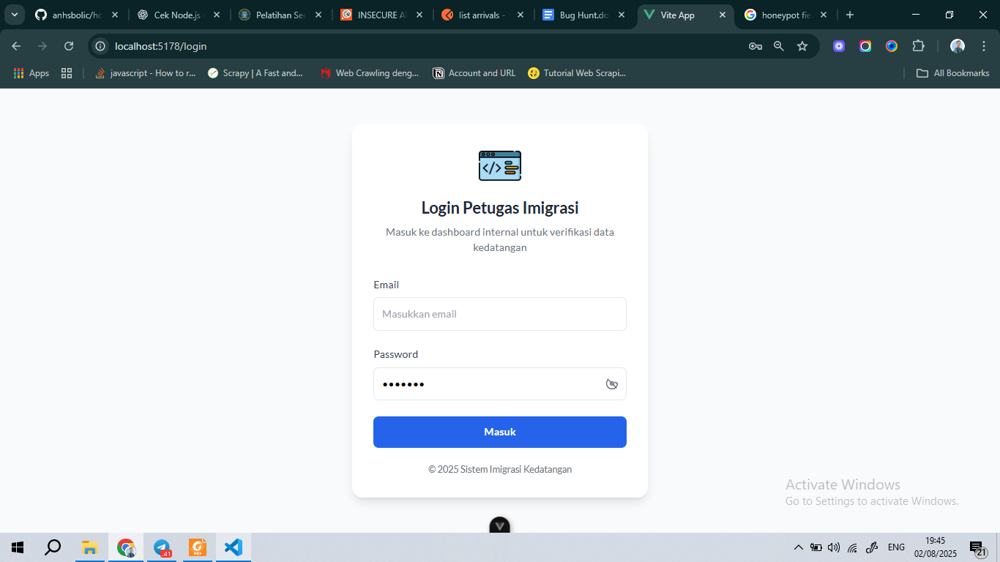 anhsbolic/hc
Cek Node.js v
Pelatihan Sec
INSECURE AP
list arrivals -
Bug Hunt.do
Vite App
honeypot fie
localhost:5178/login
Apps
javascript - How to r...
Scrapy | A Fast and...
Web Crawling deng...
Account and URL
Tutorial Web Scrapi...
All Bookmarks
</>
Login Petugas Imigrasi
Masuk ke dashboard internal untuk verifikasi data
kedatangan
Email
Masukkan email
Password
Masuk
© 2025 Sistem Imigrasi Kedatangan
Activate Windows
Go to Settings to activate Windows.
41
PDF
ENG
19:45
02/08/2025
21